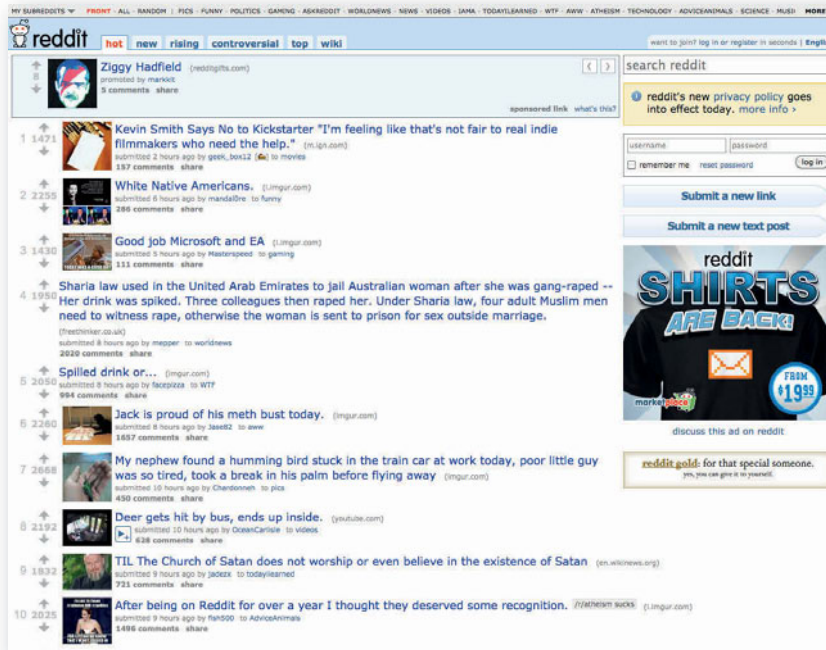 MY SUBREDDITS FRONT - ALL - RANDOM | PICS - FUNNY - POLITICS - GAMING - ASKREDDIT - WORLDNEWS - NEWS - VIDEOS - IAMA - TODAYILEARNED - WTF - AWW - ATHEISM - TECHNOLOGY - ADVICEANIMALS - SCIENCE - MUSI MORE
reddit hot new rising controversial top wiki
want to join? log in or register in seconds | Engli
8
Ziggy Hadfield (redditgifts.com)
promoted by markkit
5 comments share
sponsored link what's this?
1 1471 Kevin Smith Says No to Kickstarter "I'm feeling like that's not fair to real indie
filmmakers who need the help." (m.ign.com)
submitted 2 hours ago by geek_box12 to movies
157 comments share
2 2255 White Native Americans. (i.imgur.com)
submitted 6 hours ago by mandal0re to funny
286 comments share
3 1430 Good job Microsoft and EA (i.imgur.com)
submitted 5 hours ago by Masterspeed to gaming
111 comments share
4 1950 Sharia law used in the United Arab Emirates to jail Australian woman after she was gang-raped --
Her drink was spiked. Three colleagues then raped her. Under Sharia law, four adult Muslim men
need to witness rape, otherwise the woman is sent to prison for sex outside marriage.
(freethinker.co.uk)
submitted 8 hours ago by mepper to worldnews
2020 comments share
5 2050 Spilled drink or... (imgur.com)
submitted 8 hours ago by facepizza to WTF
994 comments share
6 2260 Jack is proud of his meth bust today. (imgur.com)
submitted 8 hours ago by Jase82 to aww
1657 comments share
7 2668 My nephew found a humming bird stuck in the train car at work today, poor little guy
was so tired, took a break in his palm before flying away (imgur.com)
submitted 10 hours ago by Chardonneh to pics
450 comments share
8 2192 Deer gets hit by bus, ends up inside. (youtube.com)
submitted 10 hours ago by OceanCarlisle to videos
628 comments share
9 1832 TIL The Church of Satan does not worship or even believe in the existence of Satan (en.wikinews.org)
submitted 9 hours ago by jadezx to todayilearned
721 comments share
10 2025 After being on Reddit for over a year I thought they deserved some recognition. /r/atheism sucks (i.imgur.com)
submitted 9 hours ago by fish500 to AdviceAnimals
1496 comments share
search reddit
reddit's new privacy policy goes
into effect today. more info ›
username password
remember me reset password log in
Submit a new link
Submit a new text post
reddit
SHIRTS
ARE BACK!
FROM
$19.99
marketplace
discuss this ad on reddit
reddit gold: for that special someone.
yes, you can give it to yourself.